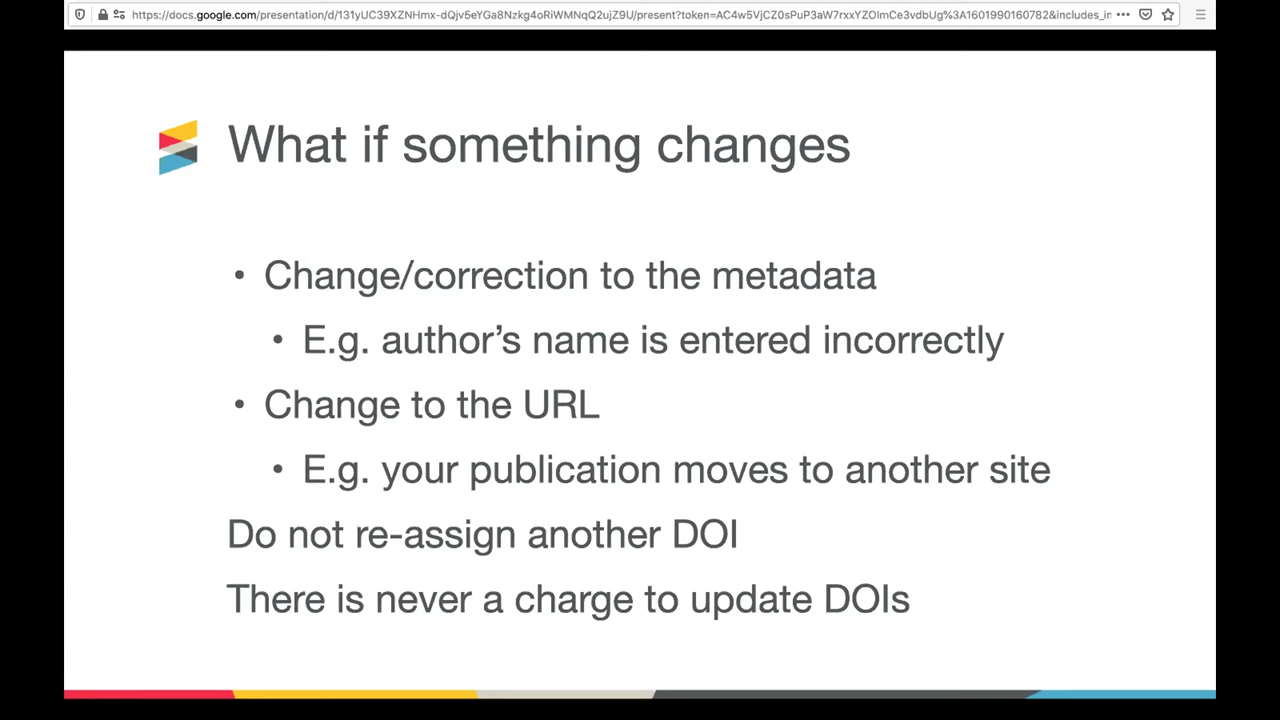 https://docs.google.com/presentation/d/131yUC39XZNHmx-dQjv5eYGa8Nzkg4oRiWMNqQ2ujZ9U/present?token=AC4w5VjCZ0sPuP3aW7rxxYZOlmCe3vdbUg%3A1601990160782&includes_ir
What if something changes
• Change/correction to the metadata
• E.g. author’s name is entered incorrectly
• Change to the URL
• E.g. your publication moves to another site
Do not re-assign another DOI
There is never a charge to update DOIs